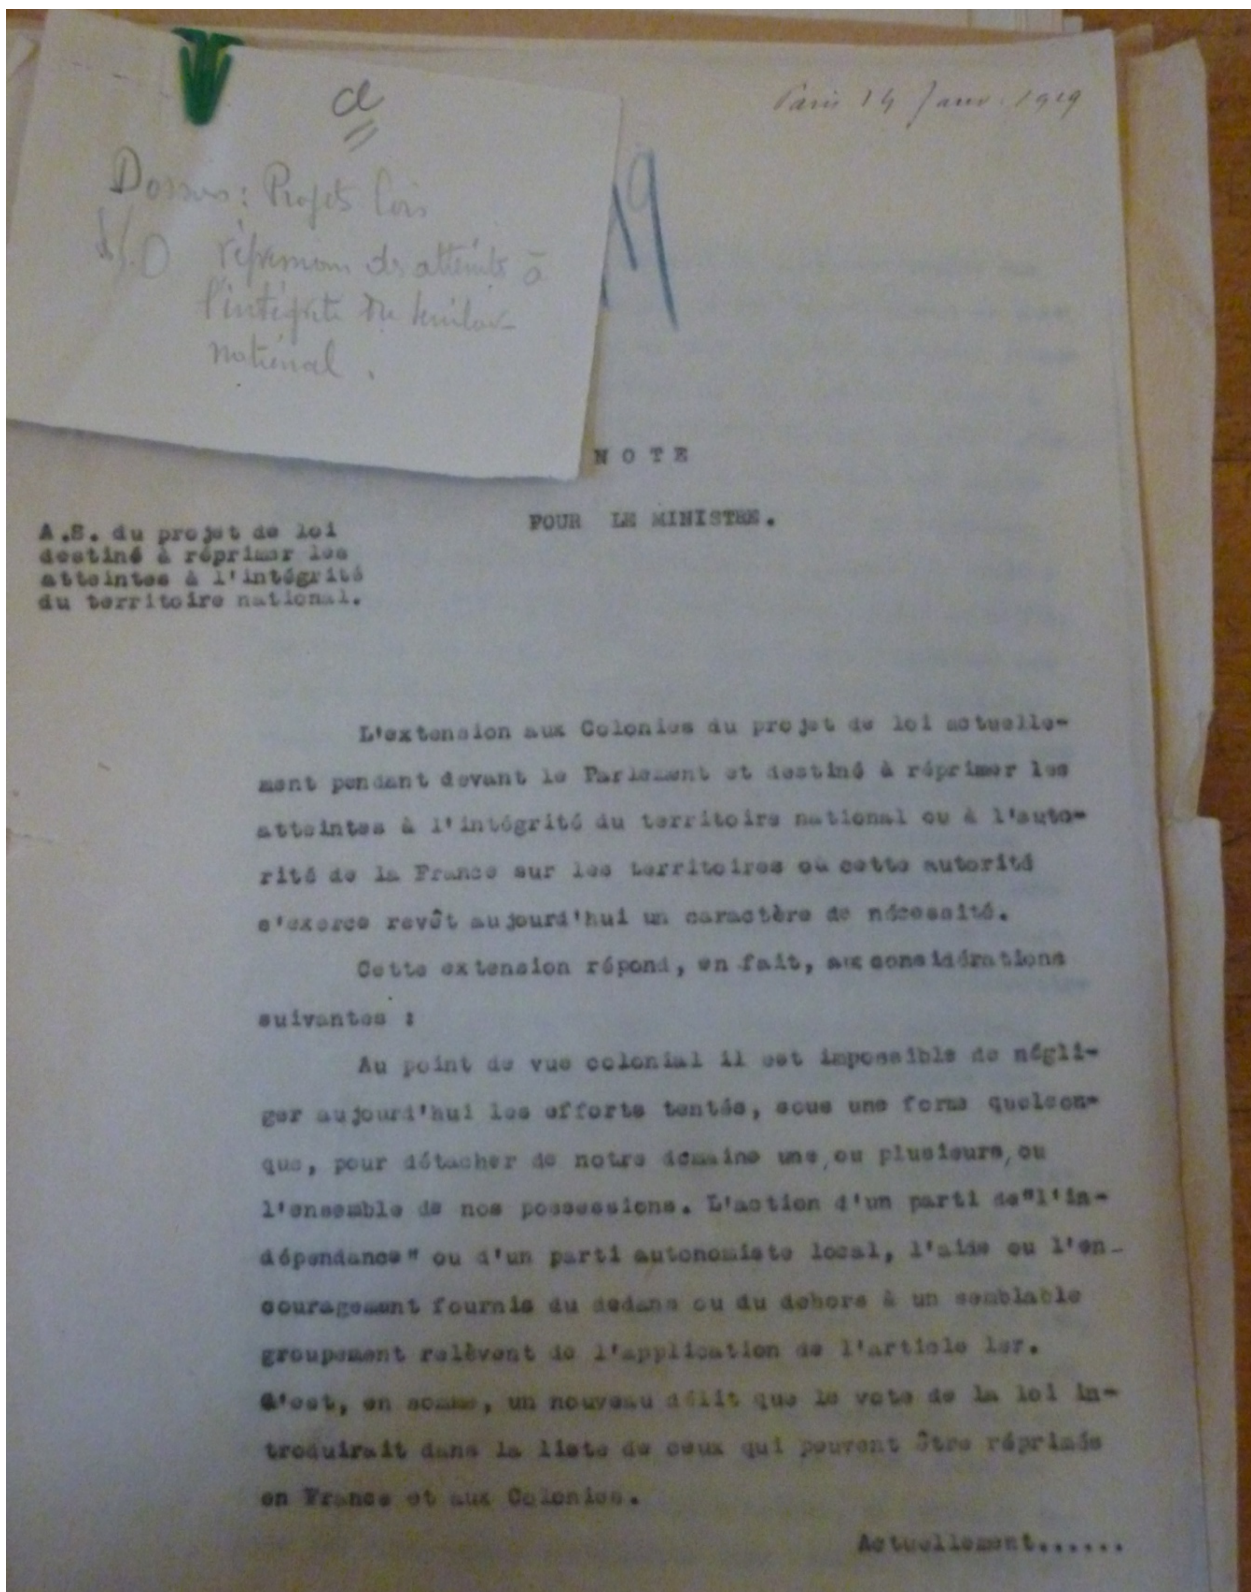 Paris 14 Janv. 1929
d
Dossier: Projets lois
répression des atteintes à
l'intégrité du territoire
national.
19
NOTE
POUR LE MINISTRE.
A.S. du projet de loi
destiné à réprimer les
atteintes à l'intégrité
du territoire national.
L'extension aux Colonies du projet de loi actuelle-
ment pendant devant le Parlement et destiné à réprimer les
atteintes à l'intégrité du territoire national ou à l'auto-
rité de la France sur les territoires où cette autorité
s'exerce revêt aujourd'hui un caractère de nécessité.
Cette extension répond, en fait, aux considérations
suivantes :
Au point de vue colonial il est impossible de négli-
ger aujourd'hui les efforts tentés, sous une forme quelcon-
que, pour détacher de notre domaine une, ou plusieurs, ou
l'ensemble de nos possessions. L'action d'un parti de "l'in-
dépendance" ou d'un parti autonomiste local, l'aide ou l'en-
couragement fournis du dedans ou du dehors à un semblable
groupement relèvent de l'application de l'article 1er.
C'est, en somme, un nouveau délit que le vote de la loi in-
troduirait dans la liste de ceux qui peuvent être réprimés
en France et aux Colonies.
Actuellement......